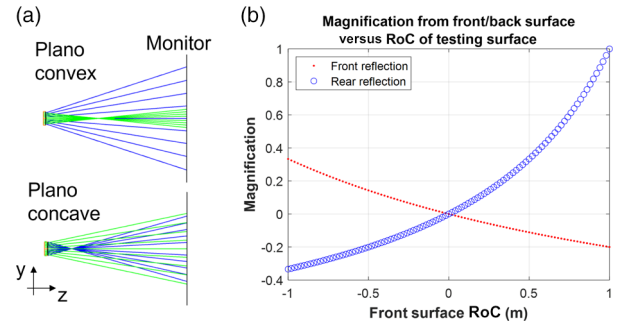 (a)
Plano
convex
Monitor
Plano
concave
y
z
(b)
Magnification from front/back surface
versus RoC of testing surface
Front reflection
Rear reflection
Magnification
1
0.8
0.6
0.4
0.2
0
-0.2
-0.4
-1
-0.5
0
0.5
1
Front surface RoC (m)